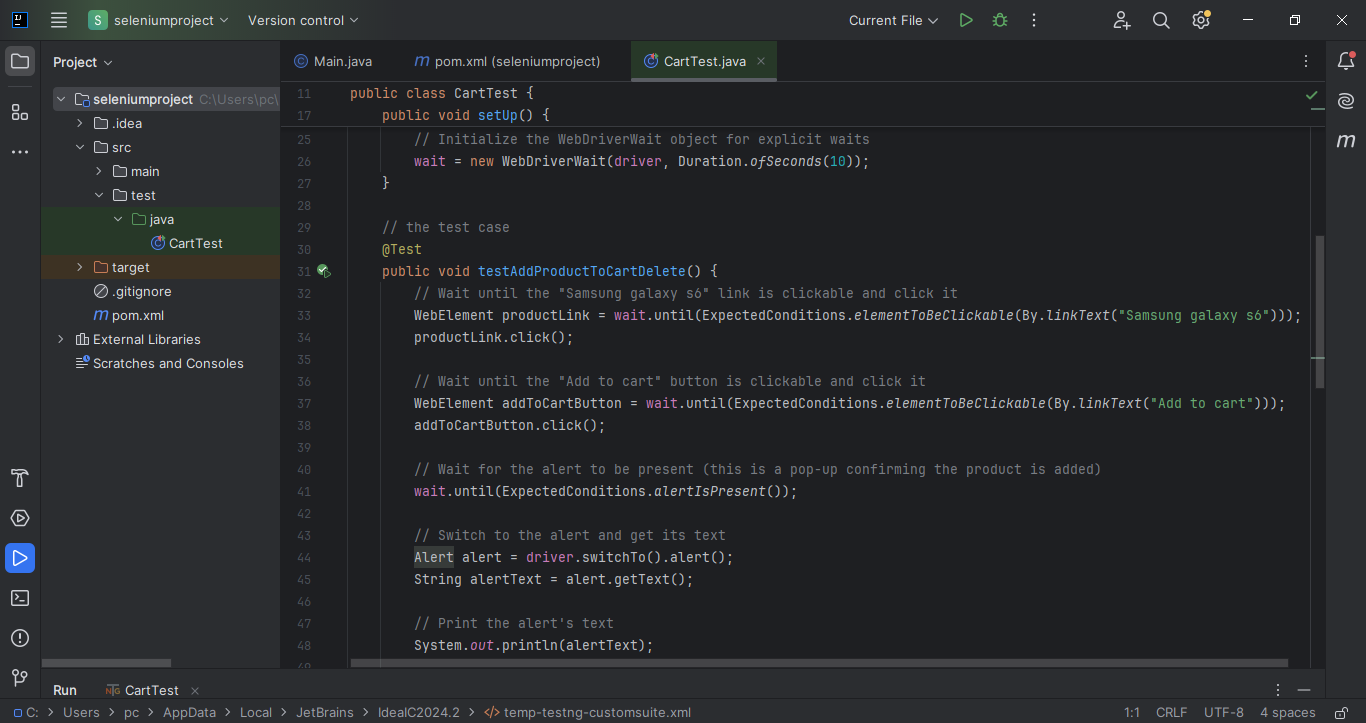 S seleniumproject Version control Current File
Project
Main.java m pom.xml (seleniumproject) CartTest.java
seleniumproject C:\Users\pc\
.idea
src
main
test
java
CartTest
target
.gitignore
m pom.xml
External Libraries
Scratches and Consoles
11 public class CartTest {
17 public void setUp() {
25 // Initialize the WebDriverWait object for explicit waits
26 wait = new WebDriverWait(driver, Duration.ofSeconds(10));
27 }
28
29 // the test case
30 @Test
31 public void testAddProductToCartDelete() {
32 // Wait until the "Samsung galaxy s6" link is clickable and click it
33 WebElement productLink = wait.until(ExpectedConditions.elementToBeClickable(By.linkText("Samsung galaxy s6")));
34 productLink.click();
35
36 // Wait until the "Add to cart" button is clickable and click it
37 WebElement addToCartButton = wait.until(ExpectedConditions.elementToBeClickable(By.linkText("Add to cart")));
38 addToCartButton.click();
39
40 // Wait for the alert to be present (this is a pop-up confirming the product is added)
41 wait.until(ExpectedConditions.alertIsPresent());
42
43 // Switch to the alert and get its text
44 Alert alert = driver.switchTo().alert();
45 String alertText = alert.getText();
46
47 // Print the alert's text
48 System.out.println(alertText);
49
m
Run NG CartTest
C: Users pc AppData Local JetBrains IdeaIC2024.2 temp-testng-customsuite.xml 1:1 CRLF UTF-8 4 spaces